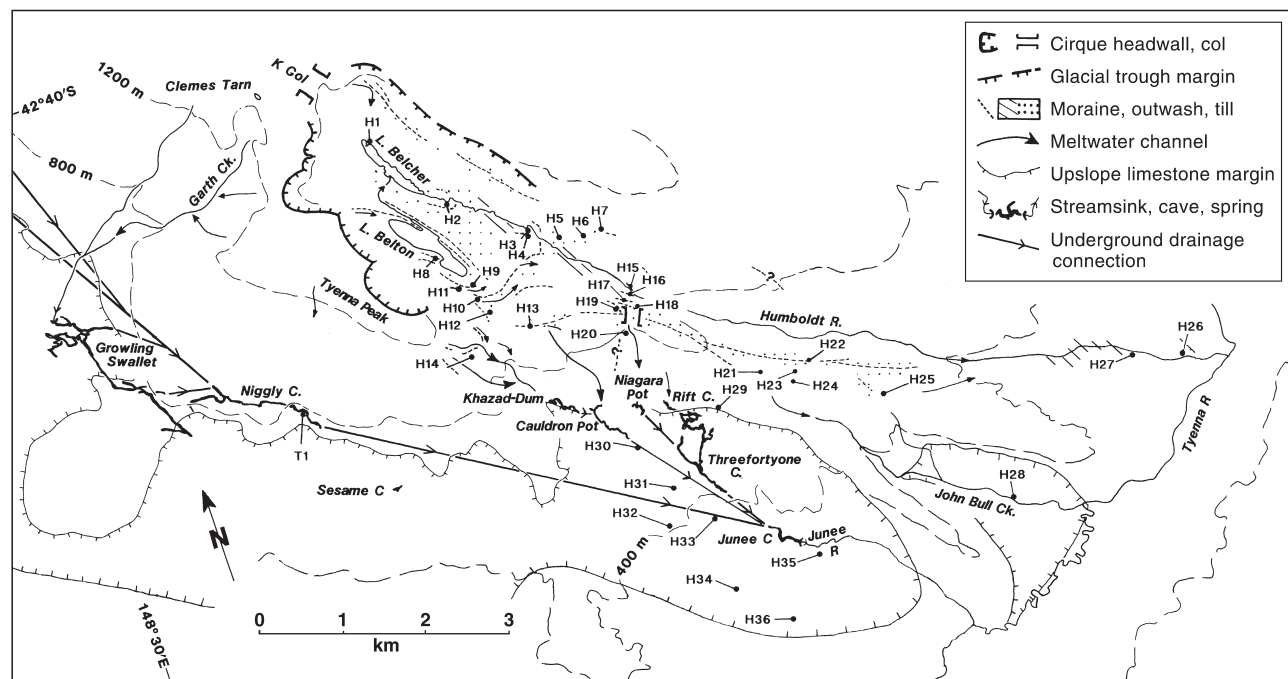 Cirque headwall, col
Glacial trough margin
Moraine, outwash, till
Meltwater channel
Upslope limestone margin
Streamsink, cave, spring
Underground drainage
connection
K Col
1200 m
Clemes Tarn
42°40'S
800 m
Garth Ck.
H1
L. Belcher
H2
H3
H4
H5
H6
H7
L. Belton
H8
H9
H11
H10
H12
H13
H14
H15
H16
H17
H18
H19
H20
?
?
Tyenna Peak
Humboldt R.
H21
H22
H23
H24
H25
H26
H27
Growling
Swallet
Niggly C.
T1
Khazad-Dum
Cauldron Pot
Niagara
Pot
Rift C.
H29
H30
Threefortyone
C.
Tyenna R
H28
John Bull Ck.
Sesame C
H31
H32
H33
Junee C
Junee
R
H35
400 m
H34
H36
N
148°30'E
0 1 2 3
km